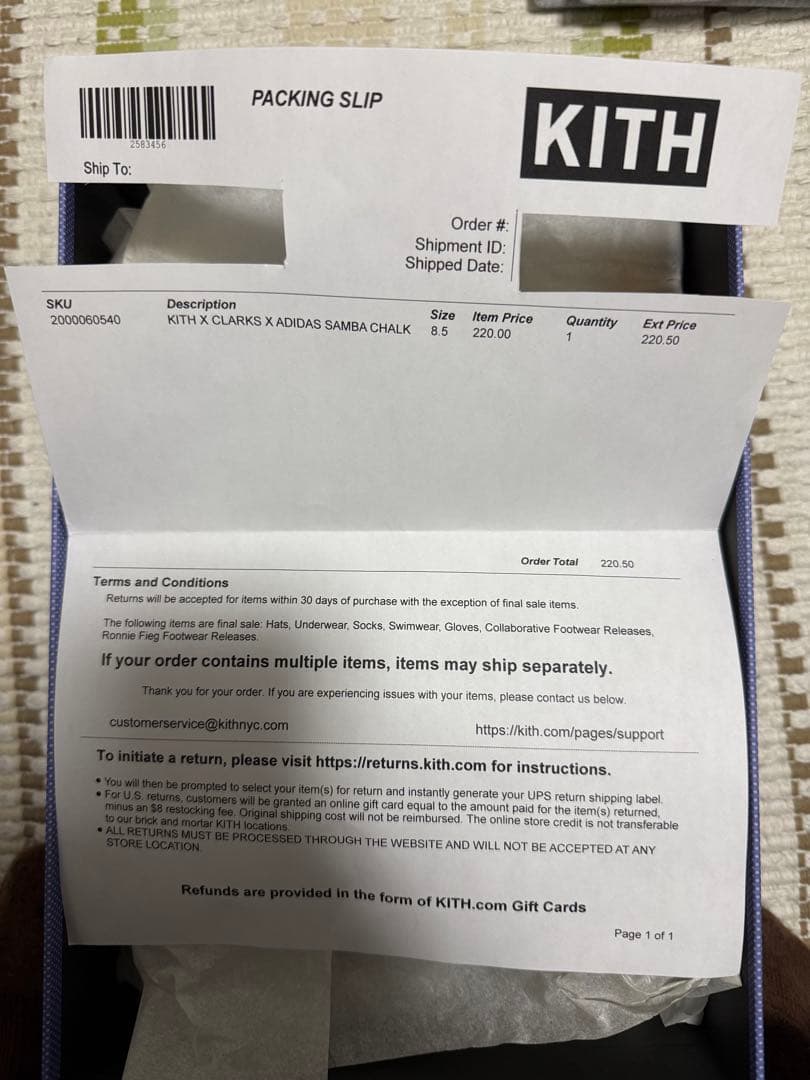 PACKING SLIP
KITH
2583456
Ship To:
Order #:
Shipment ID:
Shipped Date:
SKU Description Size Item Price Quantity Ext Price
2000060540 KITH X CLARKS X ADIDAS SAMBA CHALK 8.5 220.00 1 220.50
Order Total 220.50
Terms and Conditions
Returns will be accepted for items within 30 days of purchase with the exception of final sale items.
The following items are final sale: Hats, Underwear, Socks, Swimwear, Gloves, Collaborative Footwear Releases,
Ronnie Fieg Footwear Releases.
If your order contains multiple items, items may ship separately.
Thank you for your order. If you are experiencing issues with your items, please contact us below.
customerservice@kithnyc.com https://kith.com/pages/support
To initiate a return, please visit https://returns.kith.com for instructions.
• You will then be prompted to select your item(s) for return and instantly generate your UPS return shipping label.
• For U.S. returns, customers will be granted an online gift card equal to the amount paid for the item(s) returned,
minus an $8 restocking fee. Original shipping cost will not be reimbursed. The online store credit is not transferable
to our brick and mortar KITH locations.
• ALL RETURNS MUST BE PROCESSED THROUGH THE WEBSITE AND WILL NOT BE ACCEPTED AT ANY
STORE LOCATION.
Refunds are provided in the form of KITH.com Gift Cards
Page 1 of 1